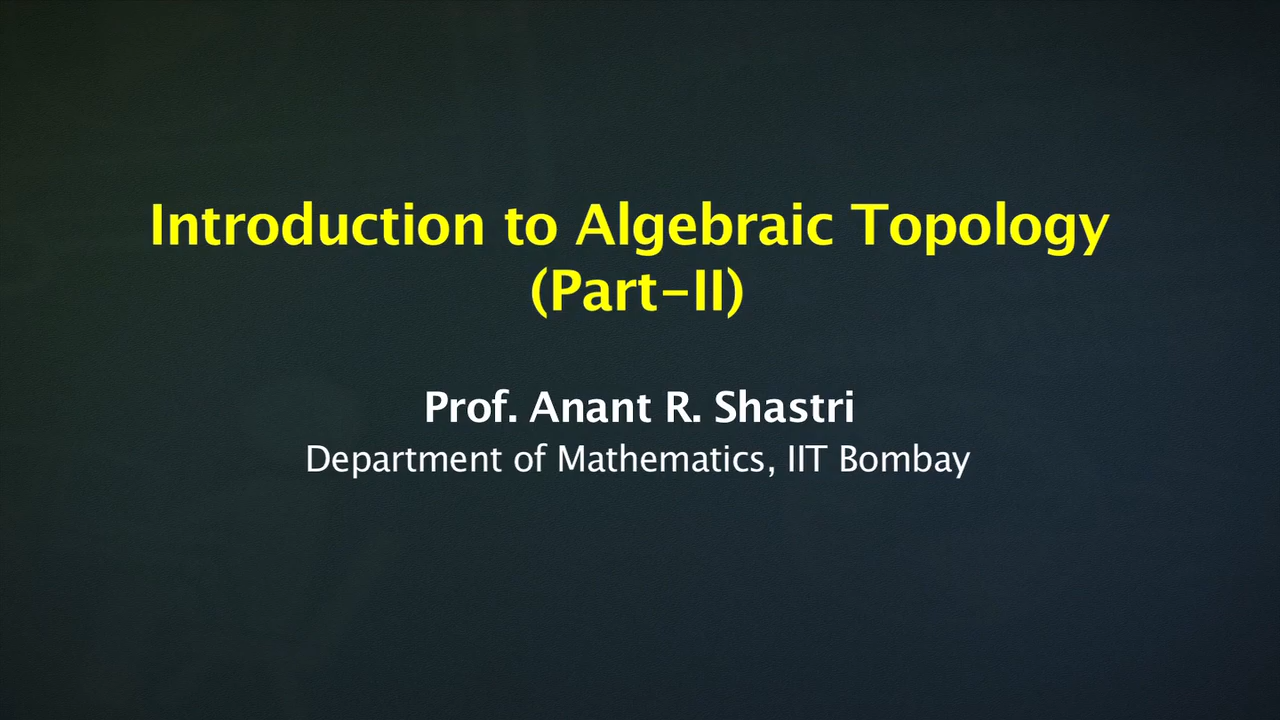 Introduction to Algebraic Topology
(Part–II)
Prof. Anant R. Shastri
Department of Mathematics, IIT Bombay